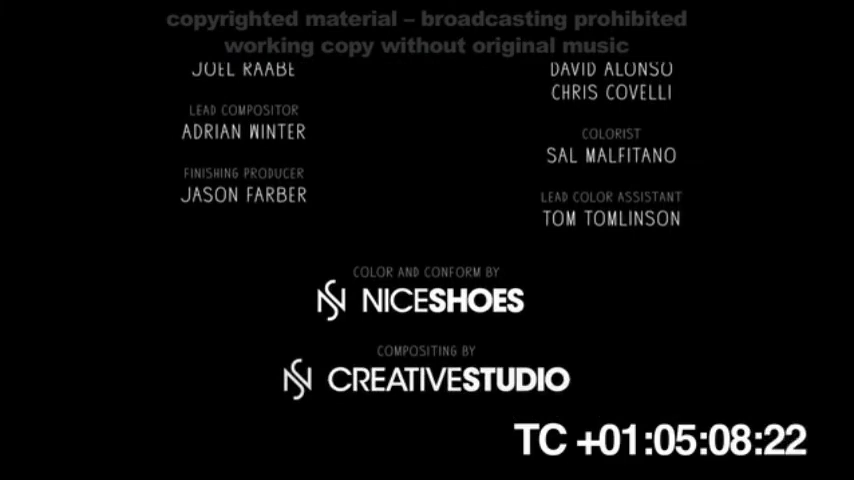 copyrighted material – broadcasting prohibited
working copy without original music
JOEL RAABE
LEAD COMPOSITOR
ADRIAN WINTER
FINISHING PRODUCER
JASON FARBER
DAVID ALONSO
CHRIS COVELLI
COLORIST
SAL MALFITANO
LEAD COLOR ASSISTANT
TOM TOMLINSON
COLOR AND CONFORM BY
NICESHOES
COMPOSITING BY
CREATIVESTUDIO
TC +01:05:08:22